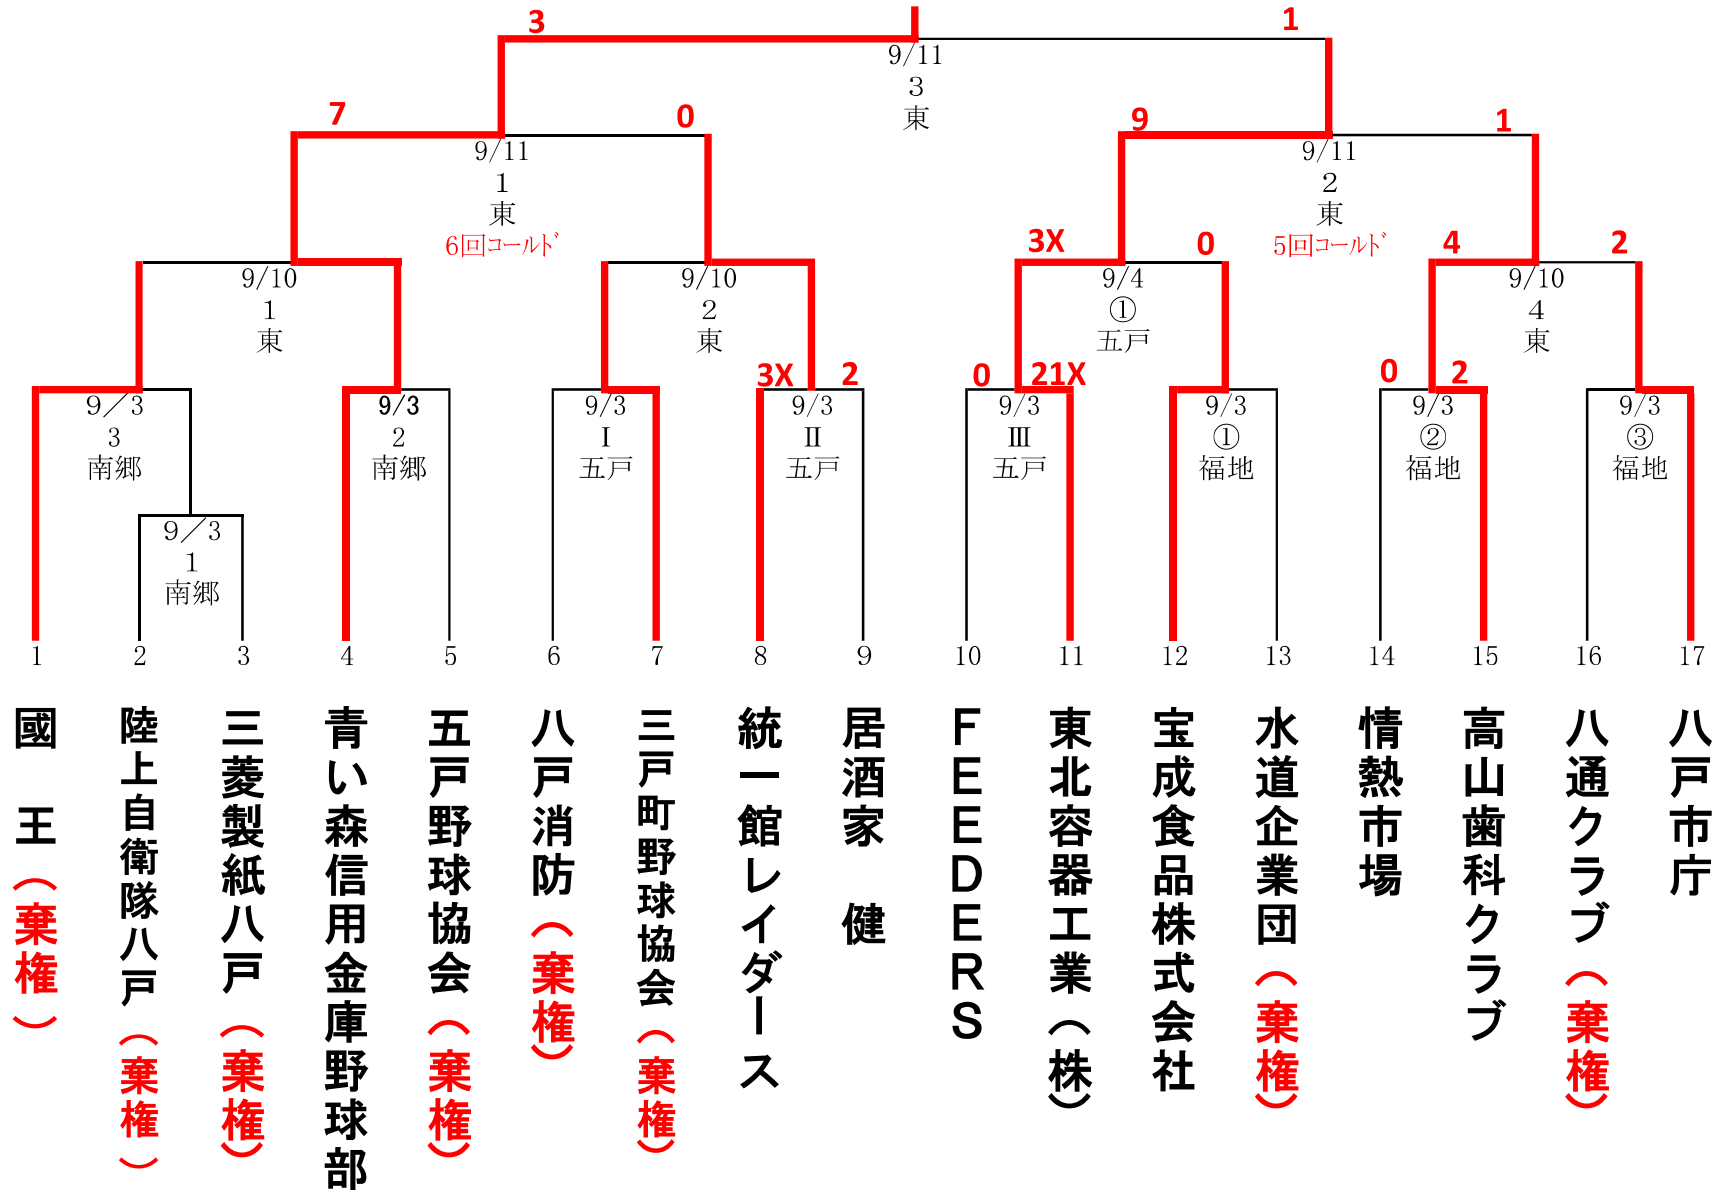 3
1
9/11
3
東
7
0
9
1
9/11
1
東
6回コールド
9/11
2
東
5回コールド
3X
0
4
2
9/10
1
東
9/10
2
東
9/4
①
五戸
9/10
4
東
3X
2
0
21X
0
2
9／3
3
南郷
9/3
2
南郷
9/3
Ⅰ
五戸
9/3
Ⅱ
五戸
9/3
Ⅲ
五戸
9/3
①
福地
9/3
②
福地
9/3
③
福地
9／3
1
南郷
1
2
3
4
5
6
7
8
9
10
11
12
13
14
15
16
17
國　王（棄権）
陸上自衛隊八戸（棄権）
三菱製紙八戸（棄権）
青い森信用金庫野球部
五戸野球協会（棄権）
八戸消防（棄権）
三戸町野球協会（棄権）
統一館レイダース
居酒家　健
ＦＥＥＤＥＲＳ
東北容器工業（株）
宝成食品株式会社
水道企業団（棄権）
情熱市場
高山歯科クラブ
八通クラブ（棄権）
八戸市庁